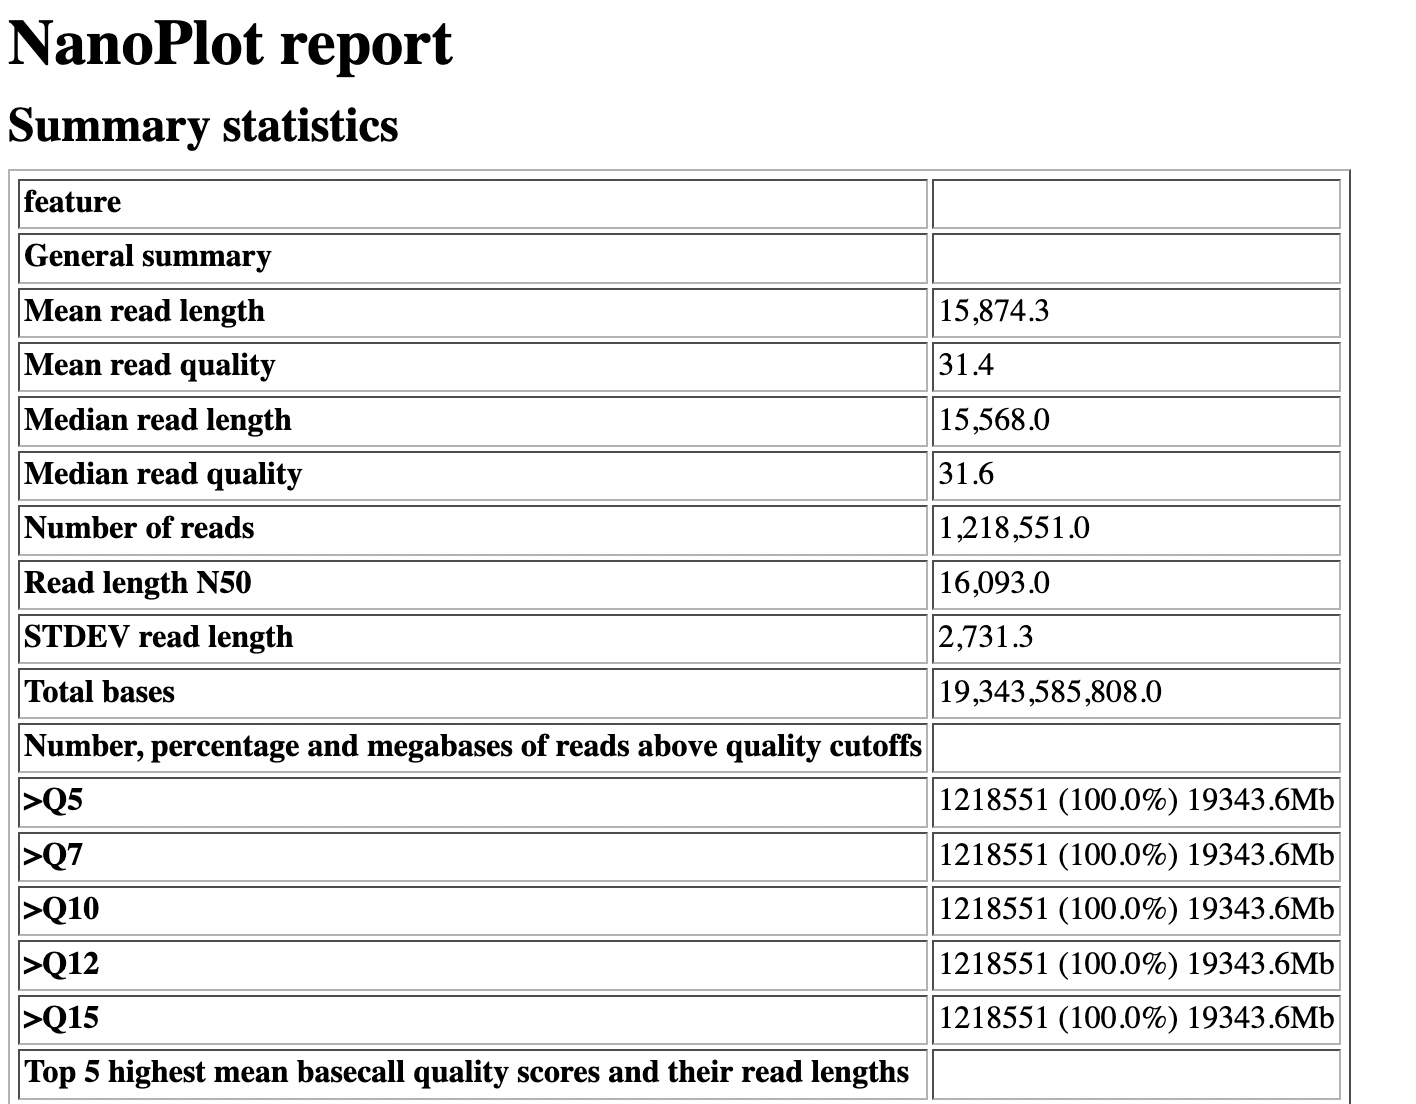 NanoPlot report
Summary statistics
feature
General summary
Mean read length 15,874.3
Mean read quality 31.4
Median read length 15,568.0
Median read quality 31.6
Number of reads 1,218,551.0
Read length N50 16,093.0
STDEV read length 2,731.3
Total bases 19,343,585,808.0
Number, percentage and megabases of reads above quality cutoffs
>Q5 1218551 (100.0%) 19343.6Mb
>Q7 1218551 (100.0%) 19343.6Mb
>Q10 1218551 (100.0%) 19343.6Mb
>Q12 1218551 (100.0%) 19343.6Mb
>Q15 1218551 (100.0%) 19343.6Mb
Top 5 highest mean basecall quality scores and their read lengths